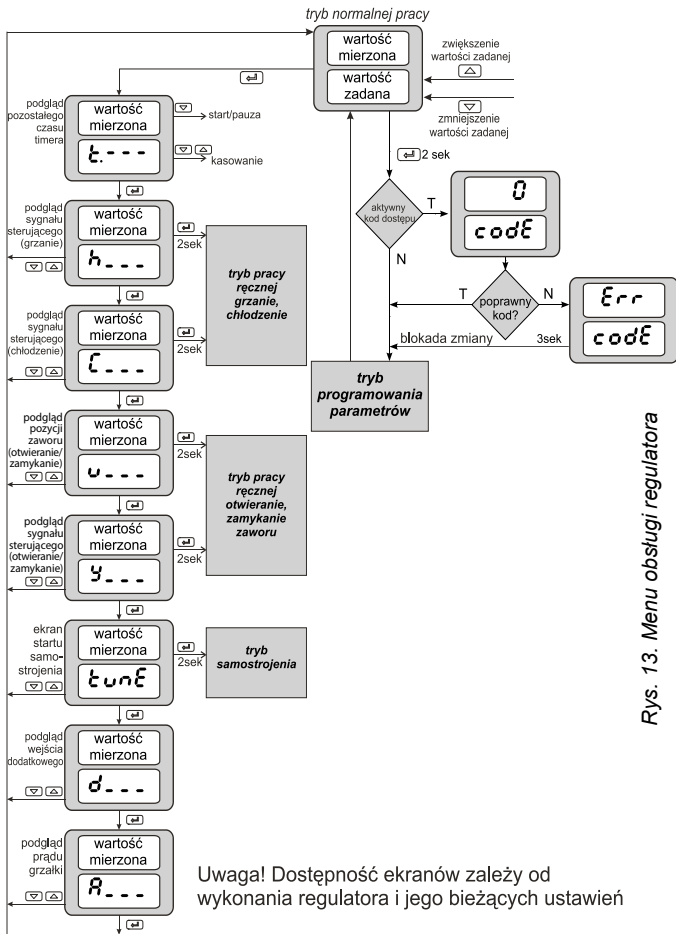 tryb normalnej pracy
wartość
mierzona
wartość
zadana
zwiększenie
wartości zadanej
zmniejszenie
wartości zadanej
2 sek
aktywny
kod dostępu
T
N
0
codE
poprawny
kod?
T
N
Err
codE
3sek
blokada zmiany
tryb
programowania
parametrów
podgląd
pozostałego
czasu
timera
wartość
mierzona
t.---
start/pauza
kasowanie
podgląd
sygnału
sterującego
(grzanie)
wartość
mierzona
h___
2sek
tryb pracy
ręcznej
grzanie,
chłodzenie
podgląd
sygnału
sterującego
(chłodzenie)
wartość
mierzona
C___
2sek
podgląd
pozycji
zaworu
(otwieranie/
zamykanie)
wartość
mierzona
u___
2sek
tryb pracy
ręcznej
otwieranie,
zamykanie
zaworu
podgląd
sygnału
sterującego
(otwieranie/
zamykanie)
wartość
mierzona
y___
2sek
ekran
startu
samo-
strojenia
wartość
mierzona
tunE
2sek
tryb
samostrojenia
podgląd
wejścia
dodatkowego
wartość
mierzona
d___
podgląd
prądu
grzałki
wartość
mierzona
A___
Uwaga! Dostępność ekranów zależy od
wykonania regulatora i jego bieżących ustawień
Rys. 13. Menu obsługi regulatora